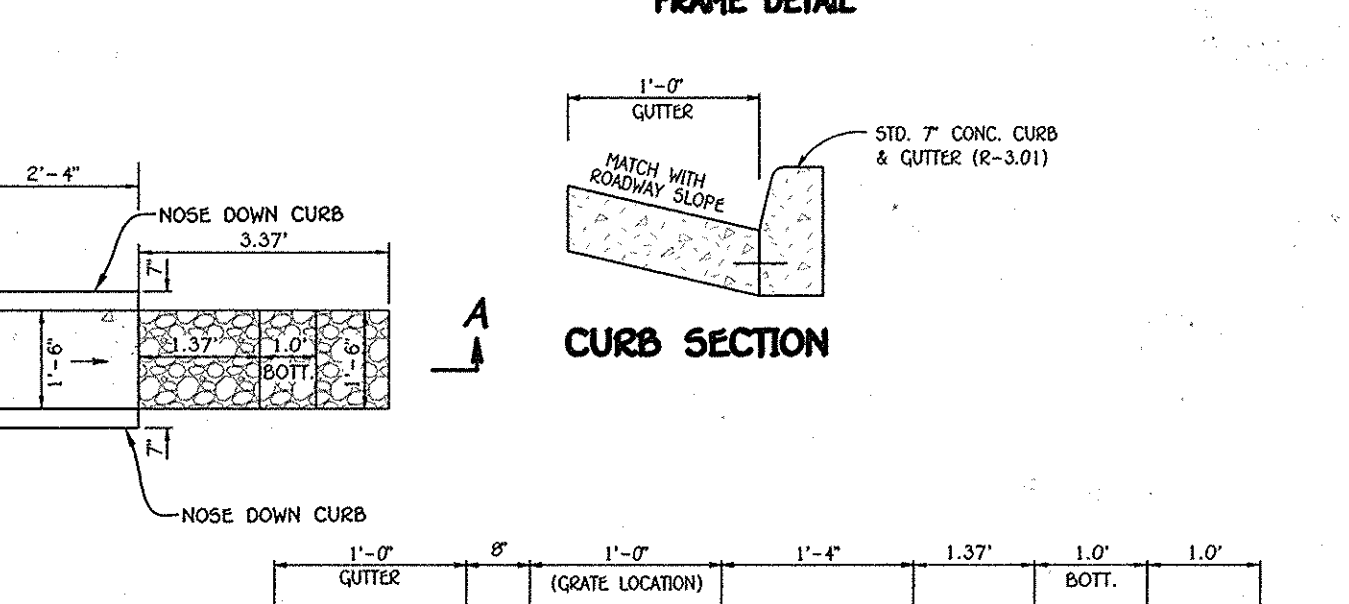 FRAME DETAIL
1'-0"
GUTTER
STD. 7" CONC. CURB
& GUTTER (R-3.01)
MATCH WITH
ROADWAY SLOPE
2'-4"
NOSE DOWN CURB
3.37'
7"
A
CURB SECTION
1'-6"
1.37'
1.0'
BOTT.
1'-6"
7"
NOSE DOWN CURB
1'-0"
GUTTER
8"
1'-0"
(GRATE LOCATION)
1'-4"
1.37'
1.0'
BOTT.
1.0'